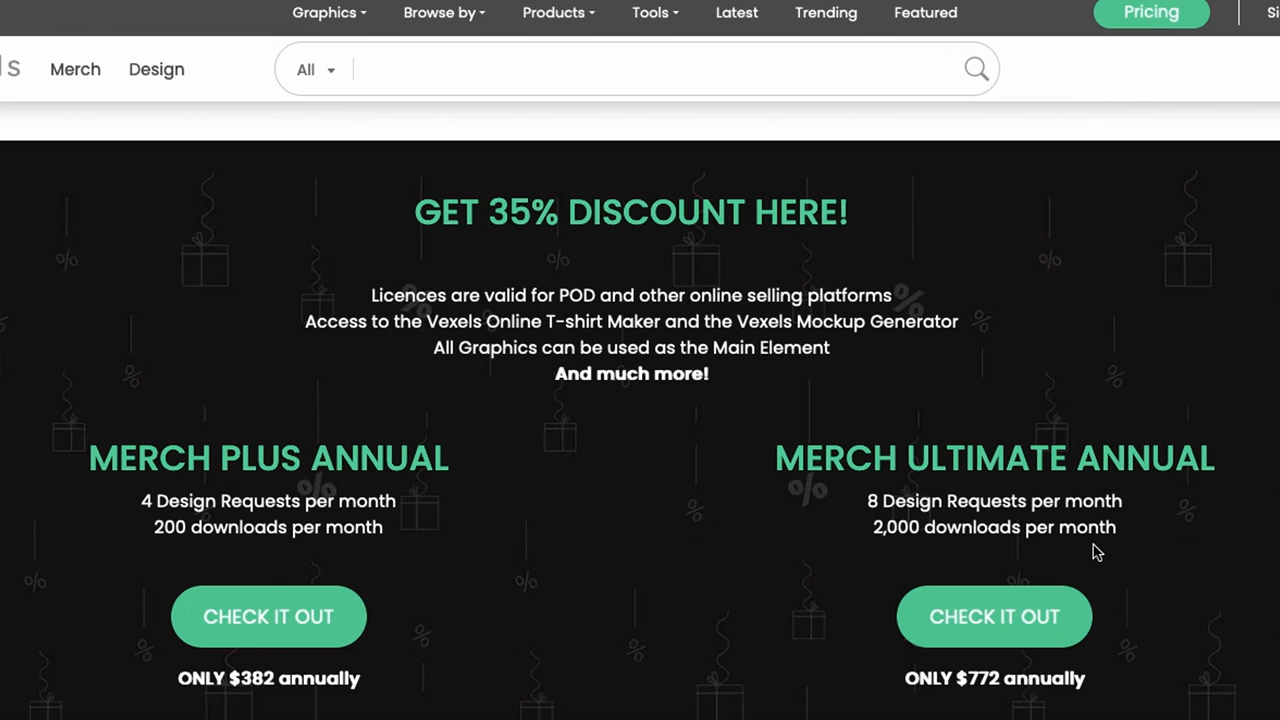 Graphics Browse by Products Tools Latest Trending Featured Pricing
Merch Design All
GET 35% DISCOUNT HERE!
Licences are valid for POD and other online selling platforms
Access to the Vexels Online T-shirt Maker and the Vexels Mockup Generator
All Graphics can be used as the Main Element
And much more!
MERCH PLUS ANNUAL
4 Design Requests per month
200 downloads per month
CHECK IT OUT
ONLY $382 annually
MERCH ULTIMATE ANNUAL
8 Design Requests per month
2,000 downloads per month
CHECK IT OUT
ONLY $772 annually